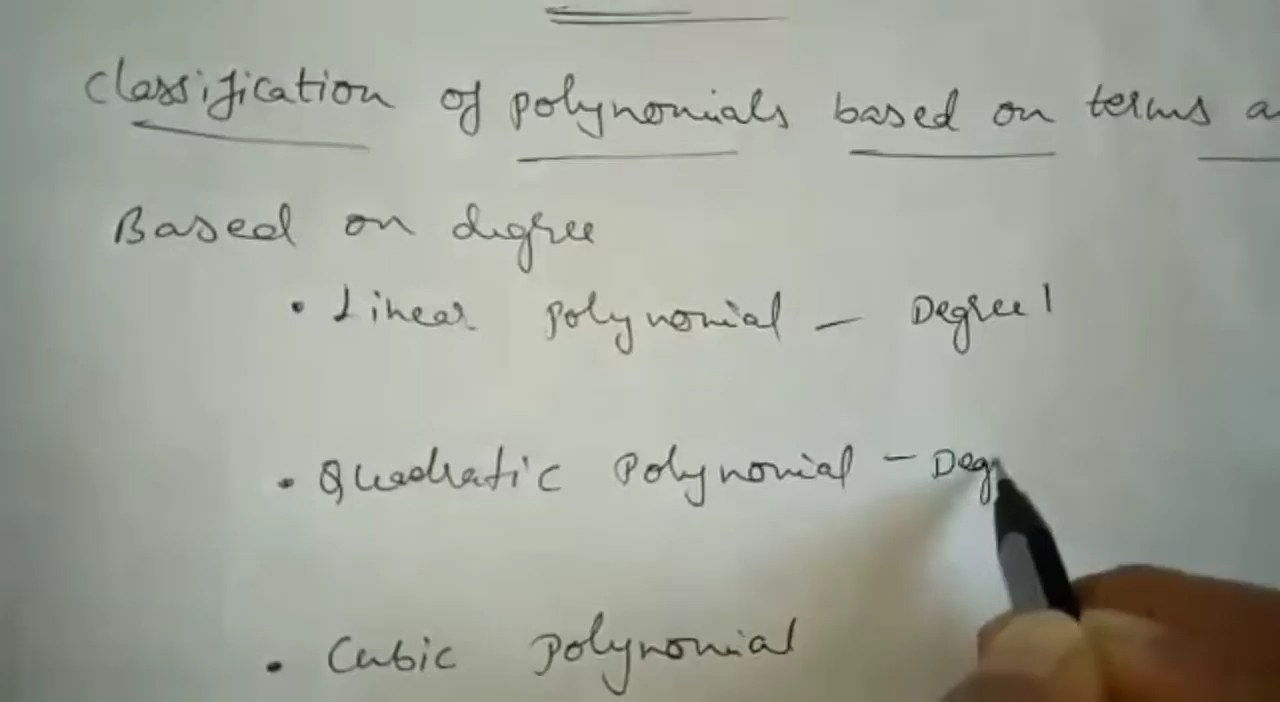 Classification of polynomials based on terms a
Based on degree
• Linear polynomial — Degree 1
• Quadratic Polynomial — Deg
• Cubic polynomial